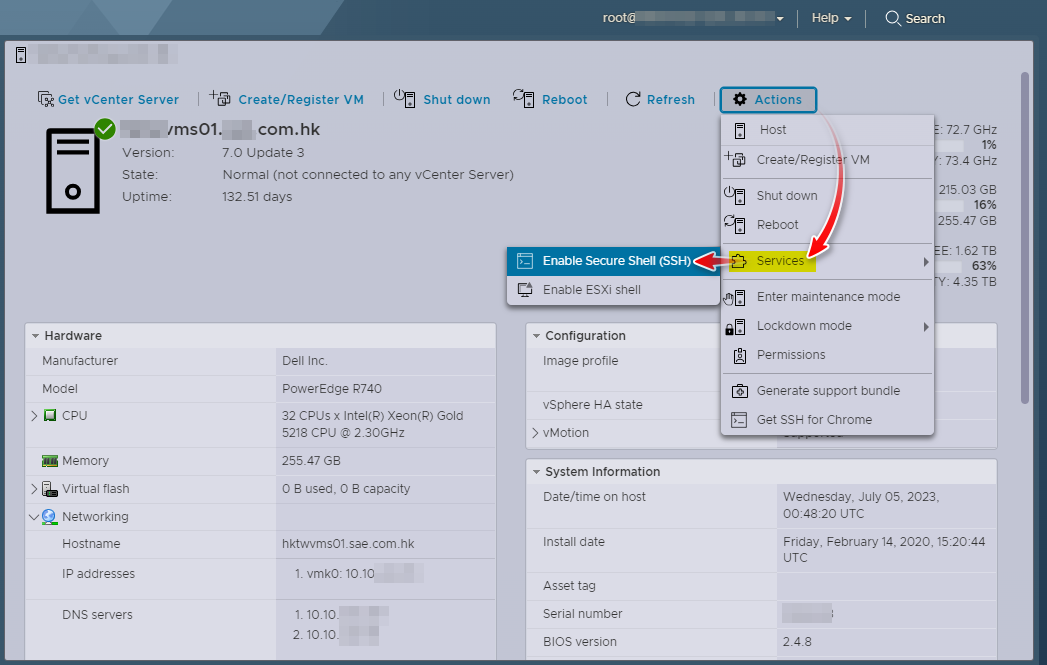 root@
Help
Search
Get vCenter Server
Create/Register VM
Shut down
Reboot
Refresh
Actions
vms01. com.hk
Version: 7.0 Update 3
State: Normal (not connected to any vCenter Server)
Uptime: 132.51 days
E: 72.7 GHz
1%
Y: 73.4 GHz
215.03 GB
16%
255.47 GB
EE: 1.62 TB
63%
TY: 4.35 TB
Host
Create/Register VM
Shut down
Reboot
Services
Enter maintenance mode
Lockdown mode
Permissions
Generate support bundle
Get SSH for Chrome
Enable Secure Shell (SSH)
Enable ESXi shell
Hardware
Manufacturer Dell Inc.
Model PowerEdge R740
CPU 32 CPUs x Intel(R) Xeon(R) Gold
5218 CPU @ 2.30GHz
Memory 255.47 GB
Virtual flash 0 B used, 0 B capacity
Networking
Hostname hktwvms01.sae.com.hk
IP addresses 1. vmk0: 10.10
DNS servers 1. 10.10.
2. 10.10.
Configuration
Image profile
vSphere HA state
vMotion Supported
System Information
Date/time on host Wednesday, July 05, 2023,
00:48:20 UTC
Install date Friday, February 14, 2020, 15:20:44
UTC
Asset tag
Serial number
BIOS version 2.4.8